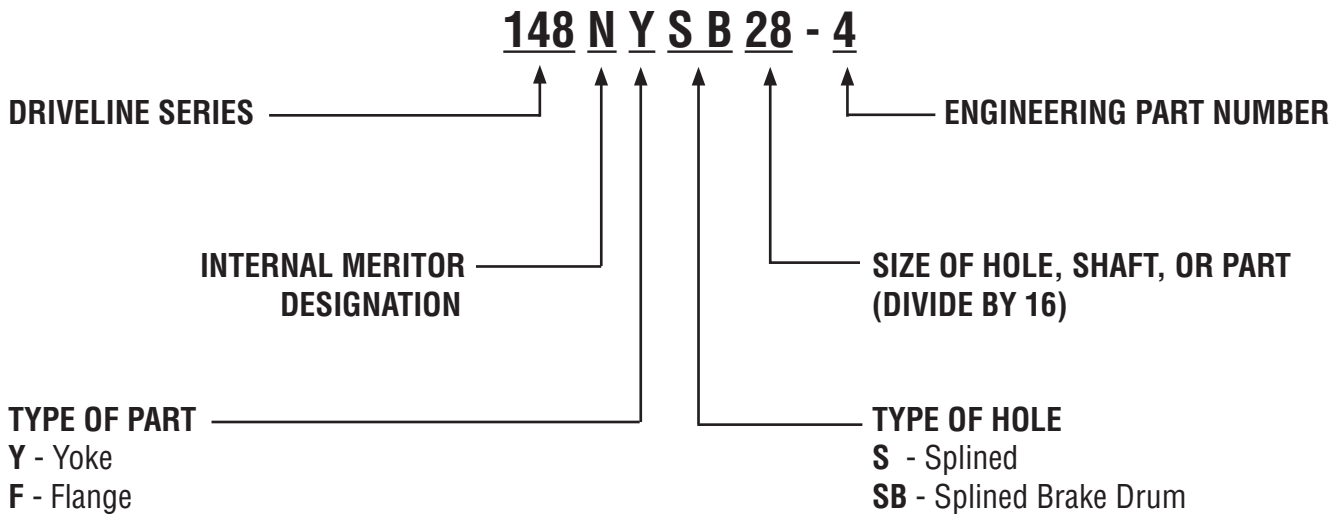 148 N Y S B 28 - 4
DRIVELINE SERIES
ENGINEERING PART NUMBER
INTERNAL MERITOR
DESIGNATION
SIZE OF HOLE, SHAFT, OR PART
(DIVIDE BY 16)
TYPE OF PART
Y - Yoke
F - Flange
TYPE OF HOLE
S - Splined
SB - Splined Brake Drum